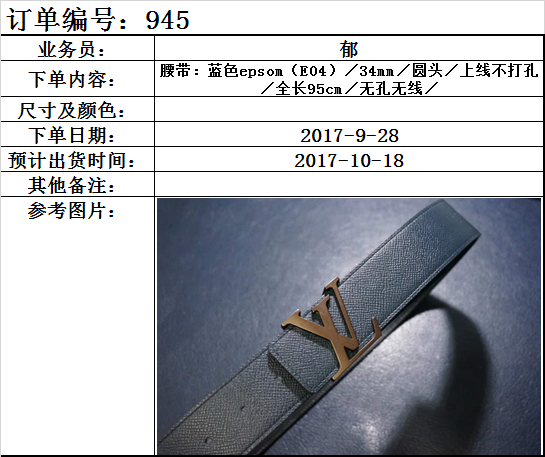 订单编号：945
业务员： 郁
下单内容： 腰带：蓝色epsom（E04）／34mm／圆头／上线不打孔
／全长95cm／无孔无线／
尺寸及颜色：
下单日期： 2017-9-28
预计出货时间： 2017-10-18
其他备注：
参考图片：
LV